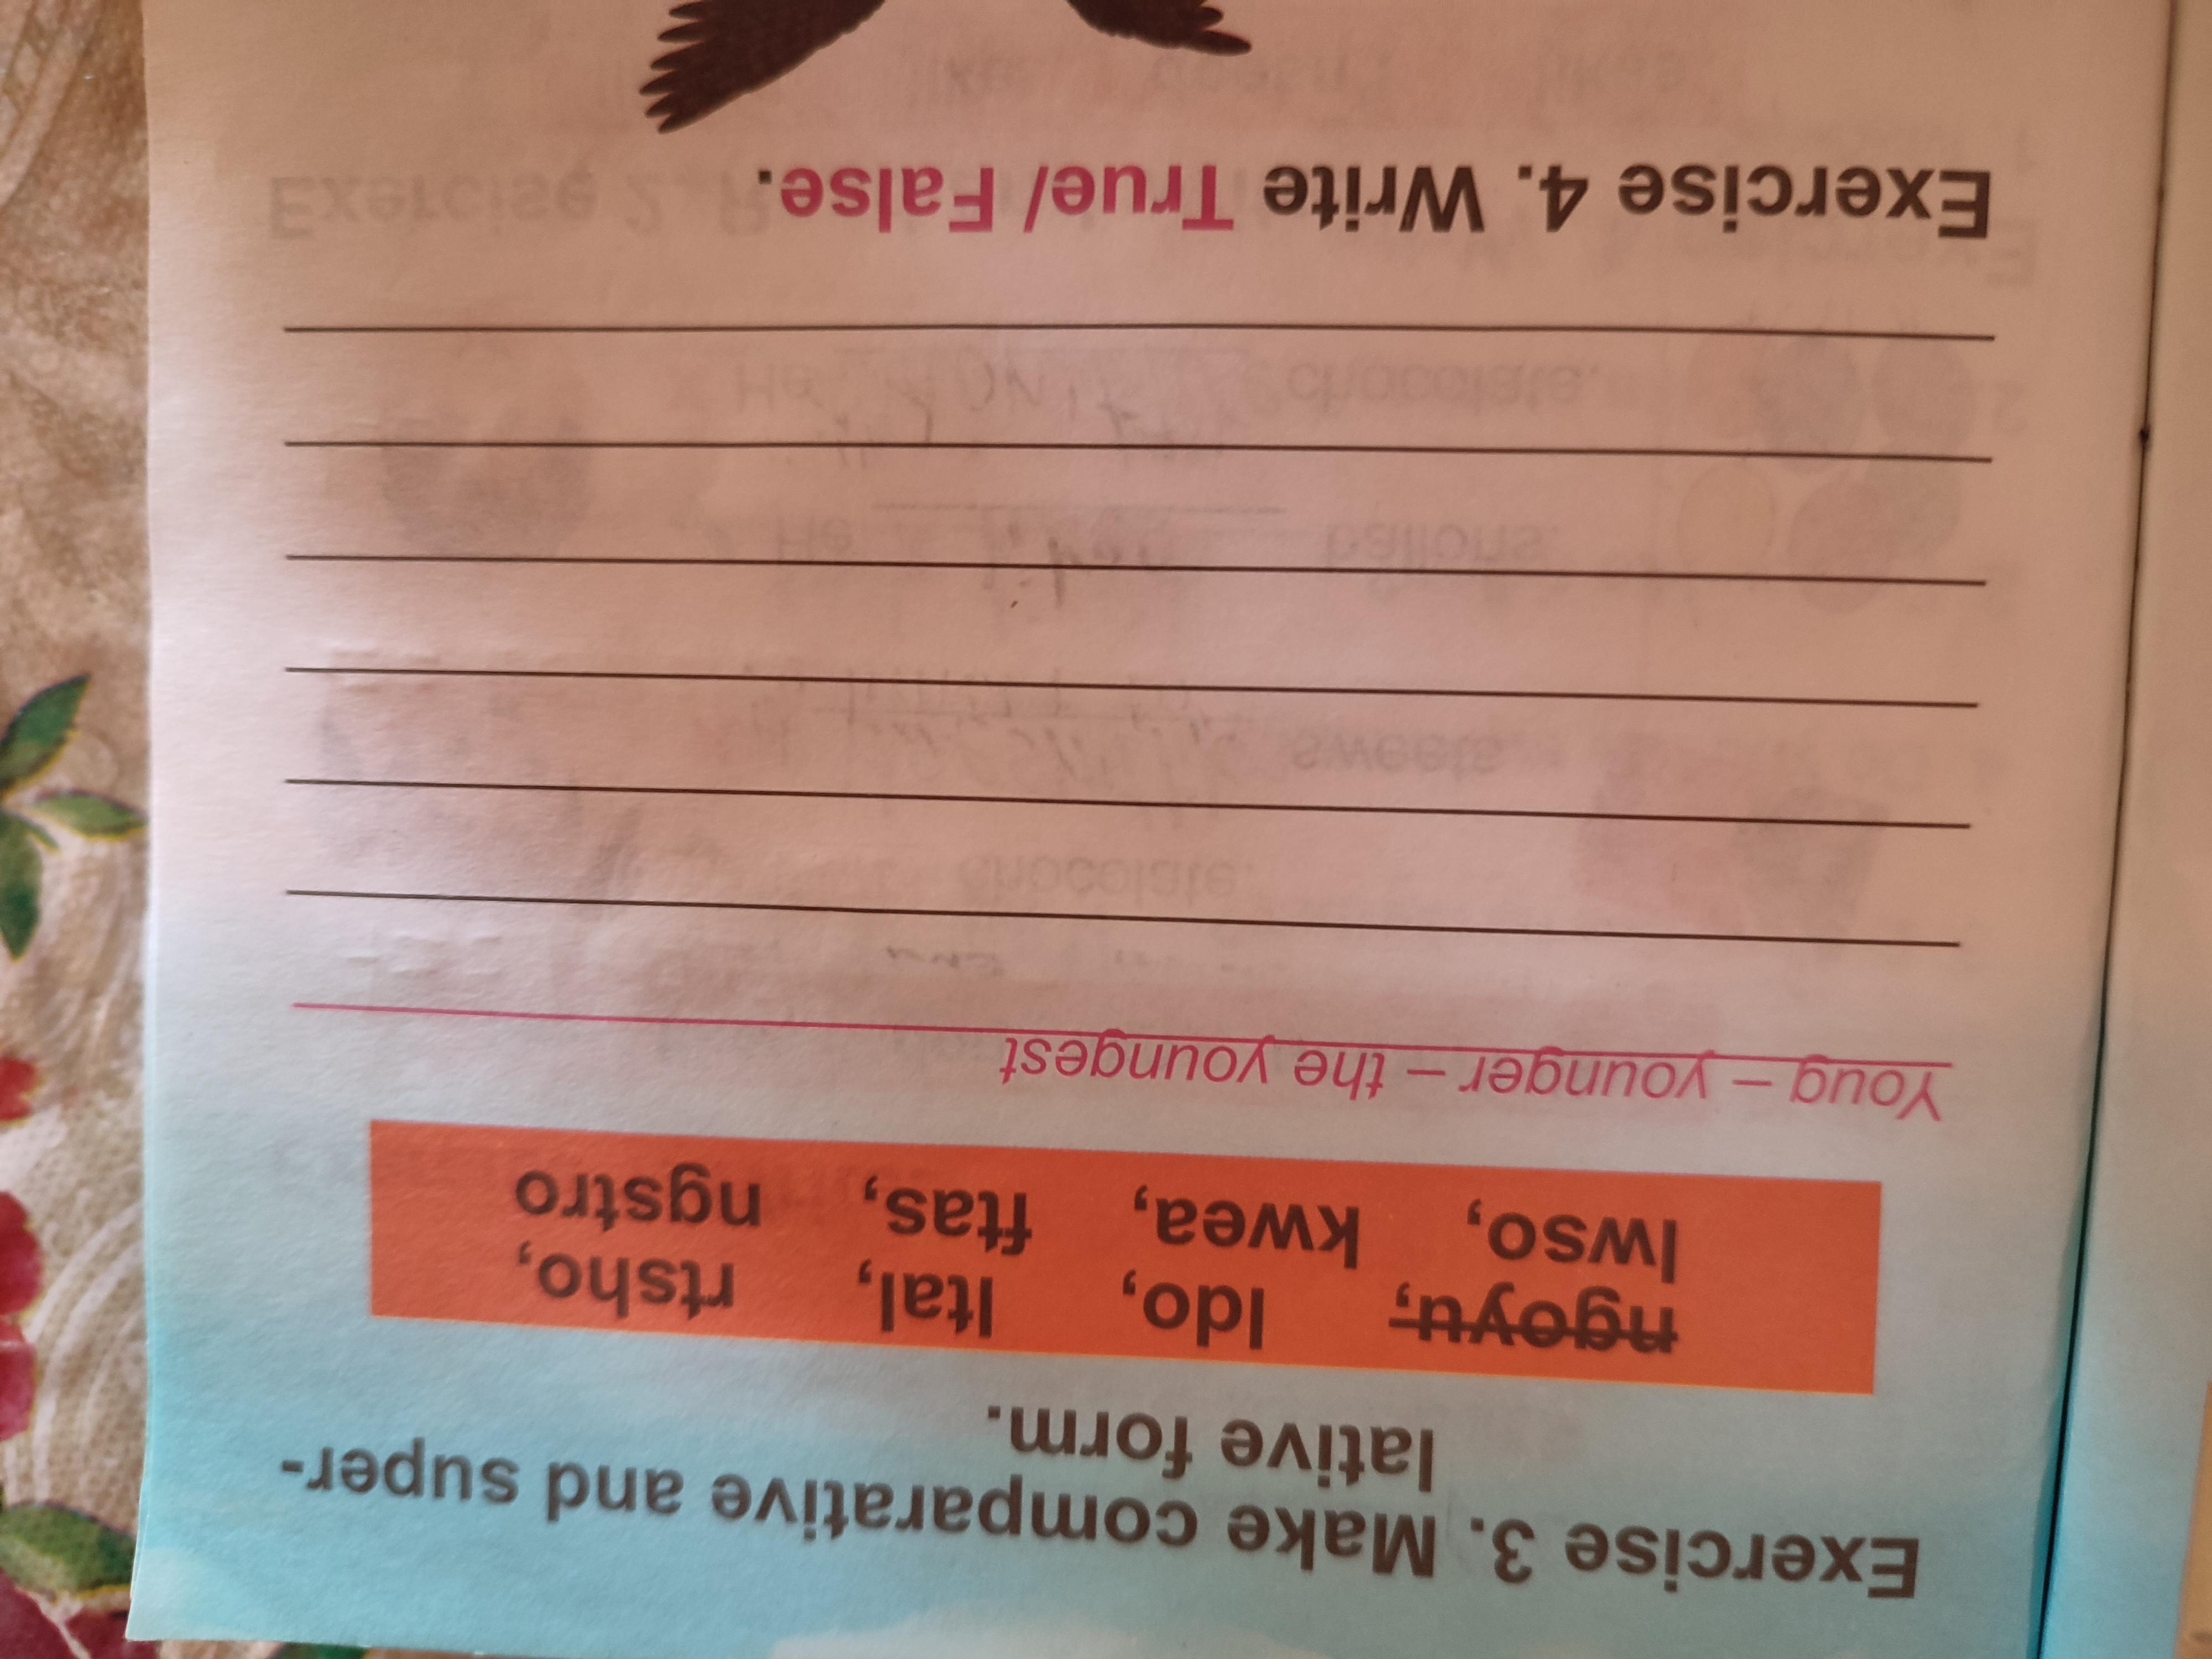 Exercise 3. Make comparative and super-
lative form.
ngoyu, ldo, ltal, rtsho,
lwso, kwea, ftas, ngstro
Youg – younger – the youngest
Exercise 4. Write True/ False.